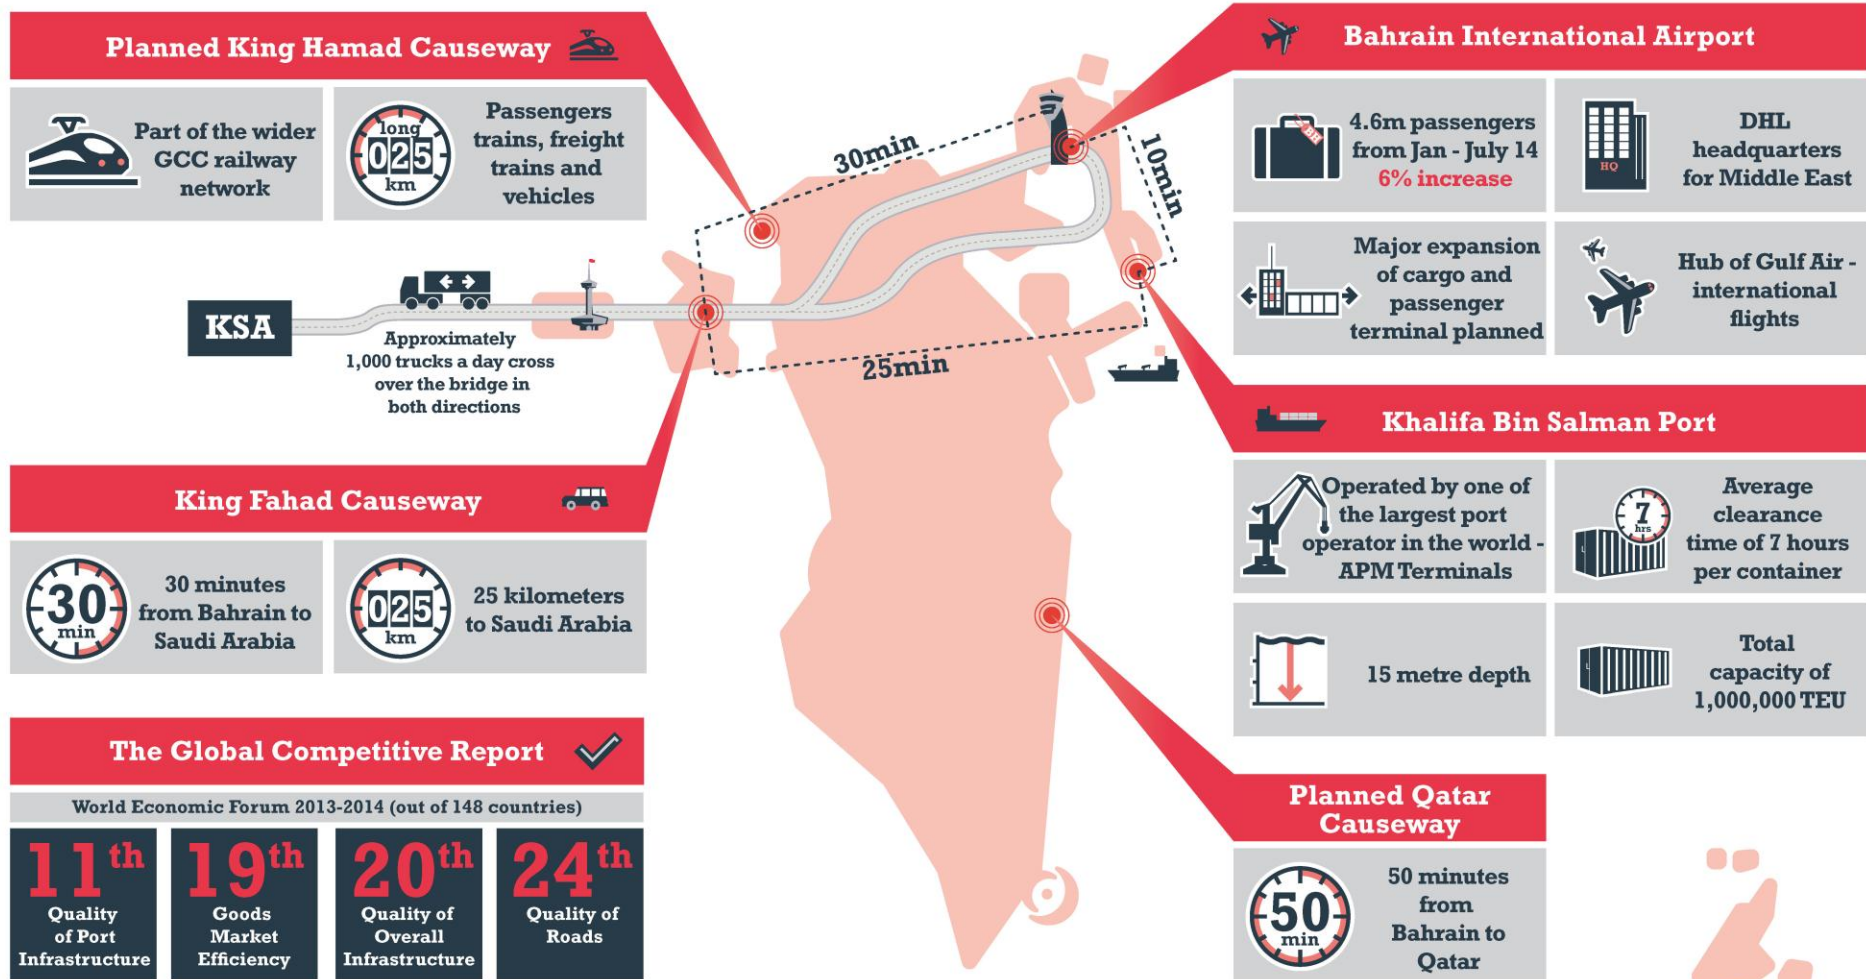 Planned King Hamad Causeway
Part of the wider
GCC railway
network
long
025
km
Passengers
trains, freight
trains and
vehicles
KSA
Approximately
1,000 trucks a day cross
over the bridge in
both directions
30min
10min
25min
King Fahad Causeway
30
min
30 minutes
from Bahrain to
Saudi Arabia
025
km
25 kilometers
to Saudi Arabia
The Global Competitive Report
World Economic Forum 2013-2014 (out of 148 countries)
11th
Quality
of Port
Infrastructure
19th
Goods
Market
Efficiency
20th
Quality of
Overall
Infrastructure
24th
Quality of
Roads
Bahrain International Airport
BH
4.6m passengers
from Jan - July 14
6% increase
HQ
DHL
headquarters
for Middle East
Major expansion
of cargo and
passenger
terminal planned
Hub of Gulf Air -
international
flights
Khalifa Bin Salman Port
Operated by one of
the largest port
operator in the world -
APM Terminals
7
hrs
Average
clearance
time of 7 hours
per container
15 metre depth
Total
capacity of
1,000,000 TEU
Planned Qatar
Causeway
50
min
50 minutes
from
Bahrain to
Qatar